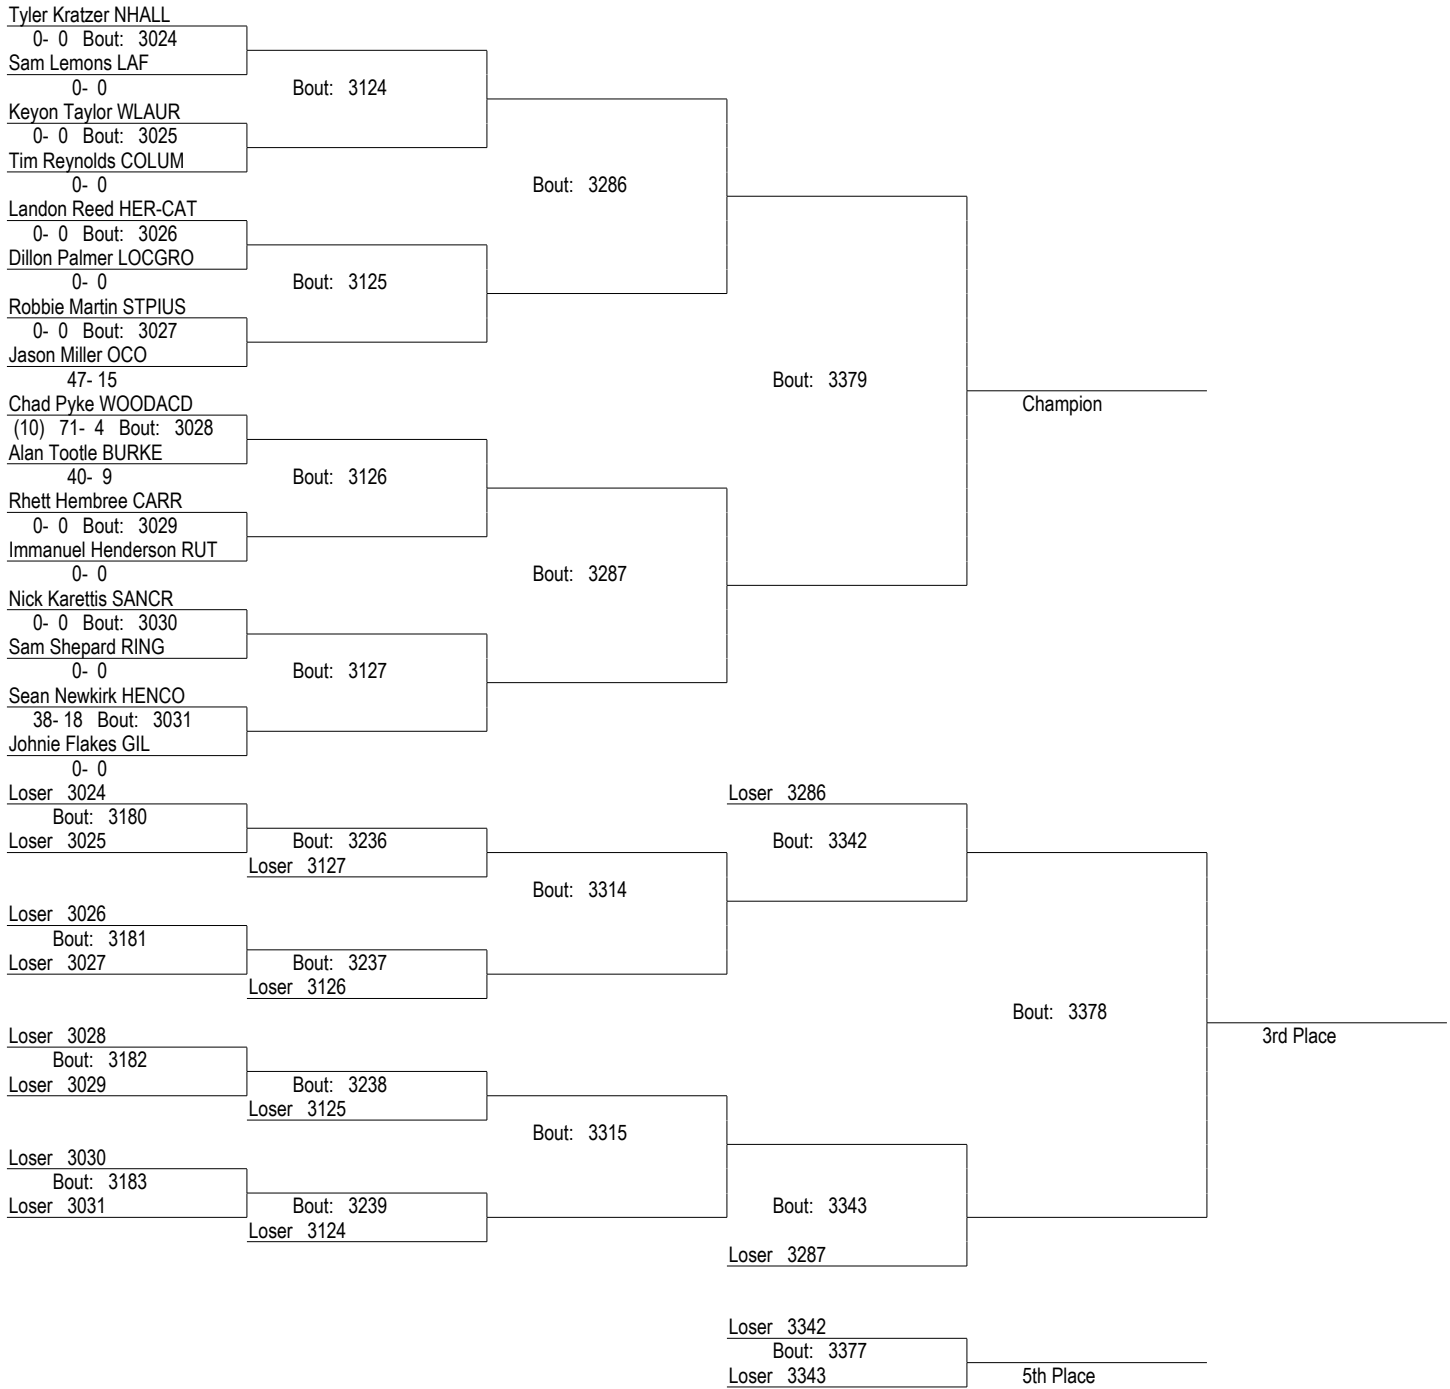 Tyler Kratzer NHALL
0- 0 Bout: 3024
Sam Lemons LAF
0- 0
Bout: 3124
Keyon Taylor WLAUR
0- 0 Bout: 3025
Tim Reynolds COLUM
0- 0
Bout: 3286
Landon Reed HER-CAT
0- 0 Bout: 3026
Dillon Palmer LOCGRO
0- 0
Bout: 3125
Robbie Martin STPIUS
0- 0 Bout: 3027
Jason Miller OCO
47- 15
Bout: 3379
Chad Pyke WOODACD
Champion
(10) 71- 4 Bout: 3028
Alan Tootle BURKE
40- 9
Bout: 3126
Rhett Hembree CARR
0- 0 Bout: 3029
Immanuel Henderson RUT
0- 0
Bout: 3287
Nick Karettis SANCR
0- 0 Bout: 3030
Sam Shepard RING
0- 0
Bout: 3127
Sean Newkirk HENCO
38- 18 Bout: 3031
Johnie Flakes GIL
0- 0
Loser 3024
Loser 3286
Bout: 3180
Loser 3025
Bout: 3236
Bout: 3342
Loser 3127
Bout: 3314
Loser 3026
Bout: 3181
Loser 3027
Bout: 3237
Loser 3126
Bout: 3378
Loser 3028
3rd Place
Bout: 3182
Loser 3029
Bout: 3238
Loser 3125
Bout: 3315
Loser 3030
Bout: 3183
Loser 3031
Bout: 3239
Bout: 3343
Loser 3124
Loser 3287
Loser 3342
Bout: 3377
Loser 3343
5th Place